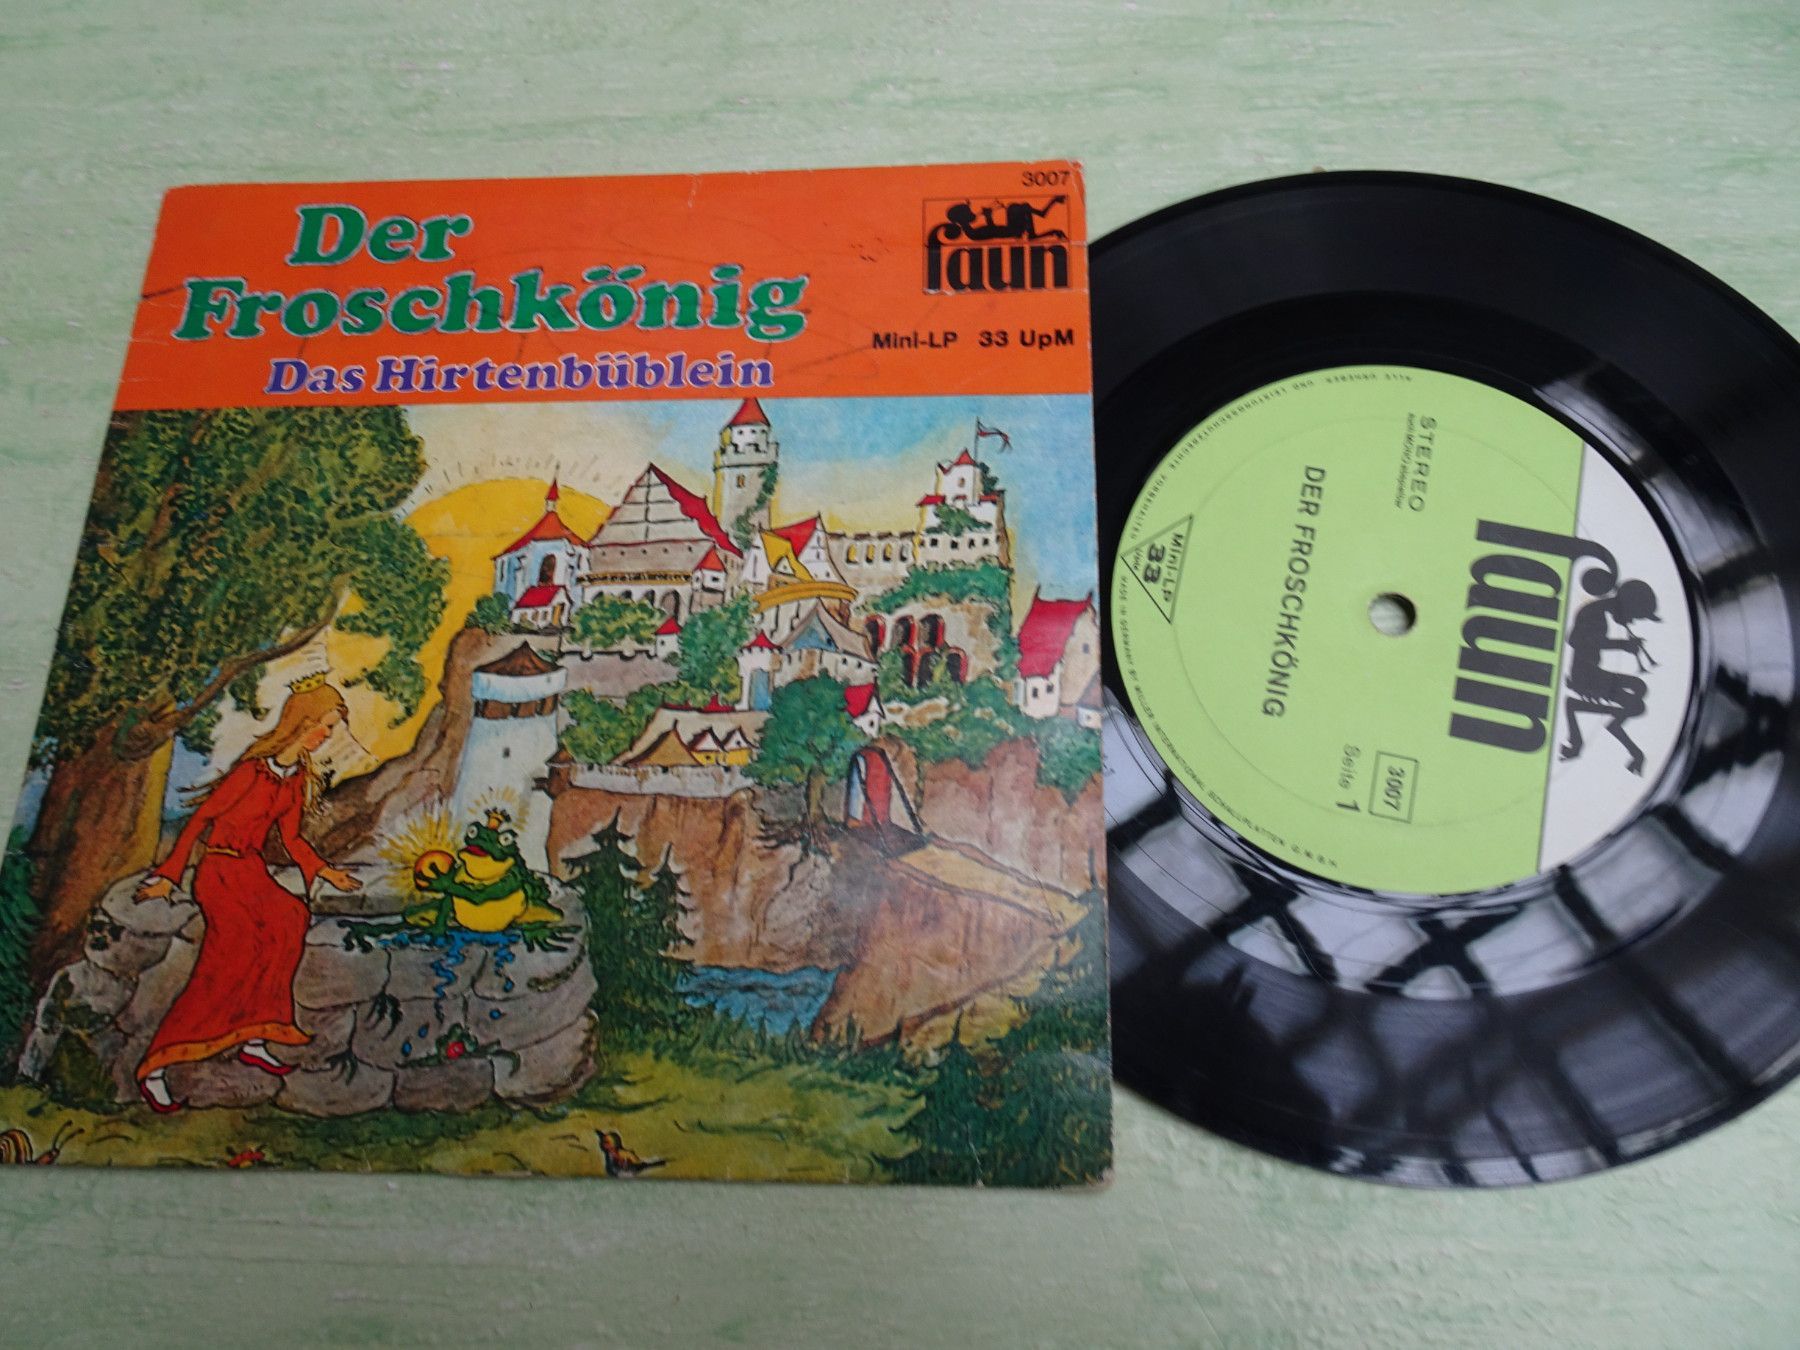 3007
Der
Froschkönig
Das Hirtenbüblein
faun
Mini-LP 33 UpM
faun
STEREO
DER FROSCHKÖNIG
Mini-LP
33
3007
Seite 1